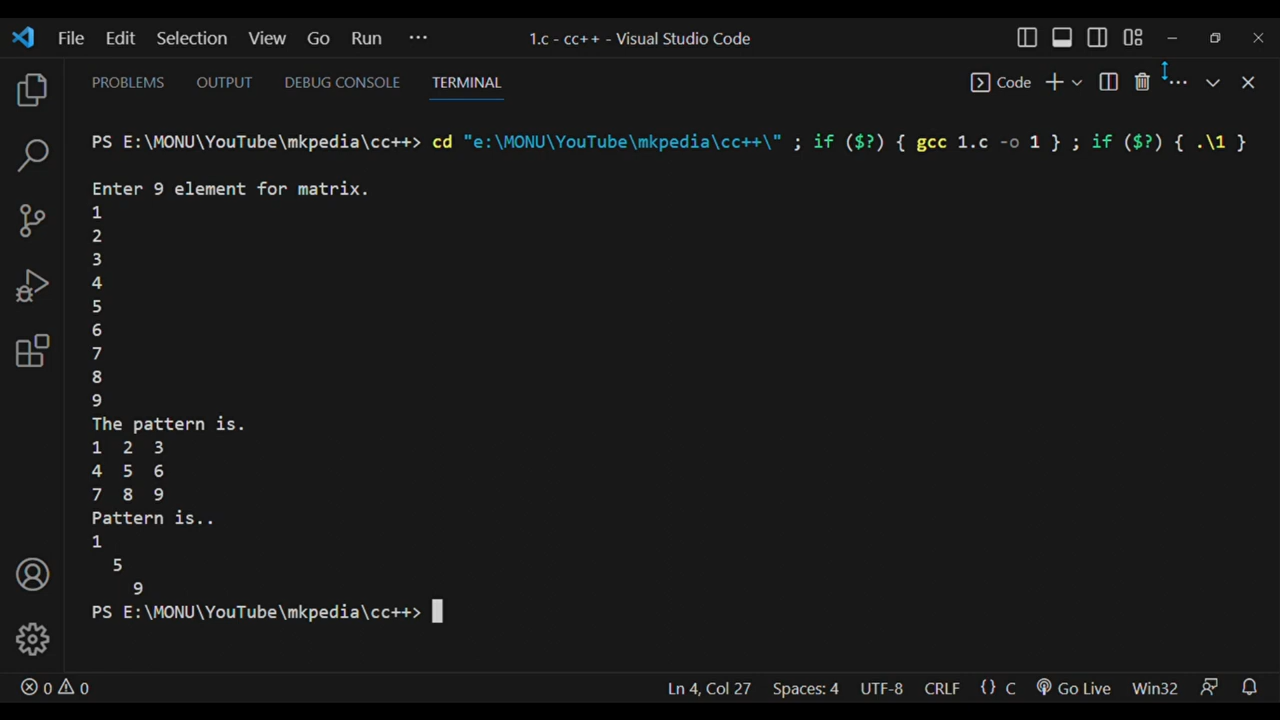 File Edit Selection View Go Run ··· 1.c - cc++ - Visual Studio Code
PROBLEMS OUTPUT DEBUG CONSOLE TERMINAL Code
PS E:\MONU\YouTube\mkpedia\cc++> cd "e:\MONU\YouTube\mkpedia\cc++\" ; if ($?) { gcc 1.c -o 1 } ; if ($?) { .\1 }
Enter 9 element for matrix.
1
2
3
4
5
6
7
8
9
The pattern is.
1 2 3
4 5 6
7 8 9
Pattern is..
1
5
9
PS E:\MONU\YouTube\mkpedia\cc++>
0 0 Ln 4, Col 27 Spaces: 4 UTF-8 CRLF {} C Go Live Win32